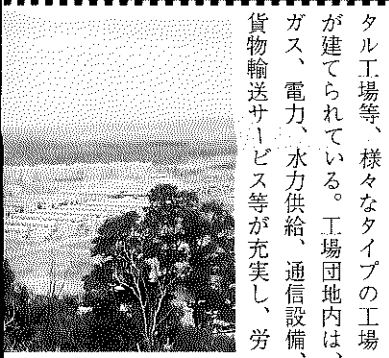 タル工場等、様々なタイプの工場
が建てられている。工場団地内は、
ガス、電力、水力供給、通信設備、
貨物輸送サービス等が充実し、労